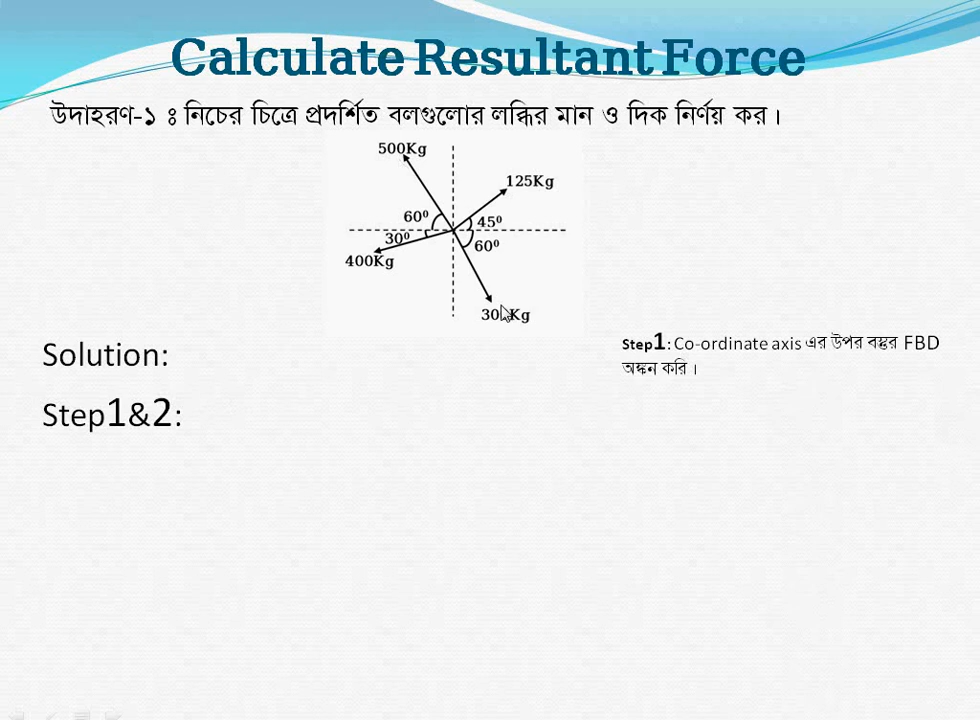 Calculate Resultant Force
উদাহরণ-১ ঃ নিচের চিত্রে প্রদর্শিত বলগুলোর লব্ধির মান ও দিক নির্ণয় কর।
500Kg
125Kg
60⁰
45⁰
30⁰
60⁰
400Kg
Solution:
Step1: Co-ordinate axis এর উপর বস্তুর FBD
অঙ্কন করি।
Step1&2: